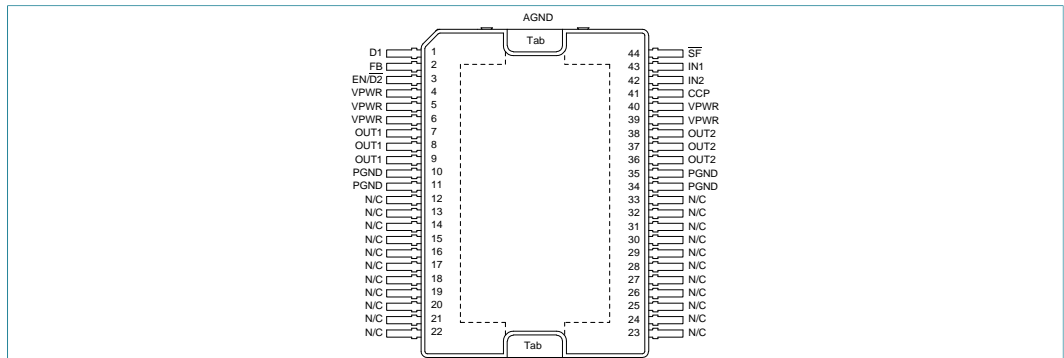 AGND
Tab
D1 1 44 S̅F̅
FB 2 43 IN1
EN/D̅2̅ 3 42 IN2
VPWR 4 41 CCP
VPWR 5 40 VPWR
VPWR 6 39 VPWR
OUT1 7 38 OUT2
OUT1 8 37 OUT2
OUT1 9 36 OUT2
PGND 10 35 PGND
PGND 11 34 PGND
N/C 12 33 N/C
N/C 13 32 N/C
N/C 14 31 N/C
N/C 15 30 N/C
N/C 16 29 N/C
N/C 17 28 N/C
N/C 18 27 N/C
N/C 19 26 N/C
N/C 20 25 N/C
N/C 21 24 N/C
N/C 22 23 N/C
Tab